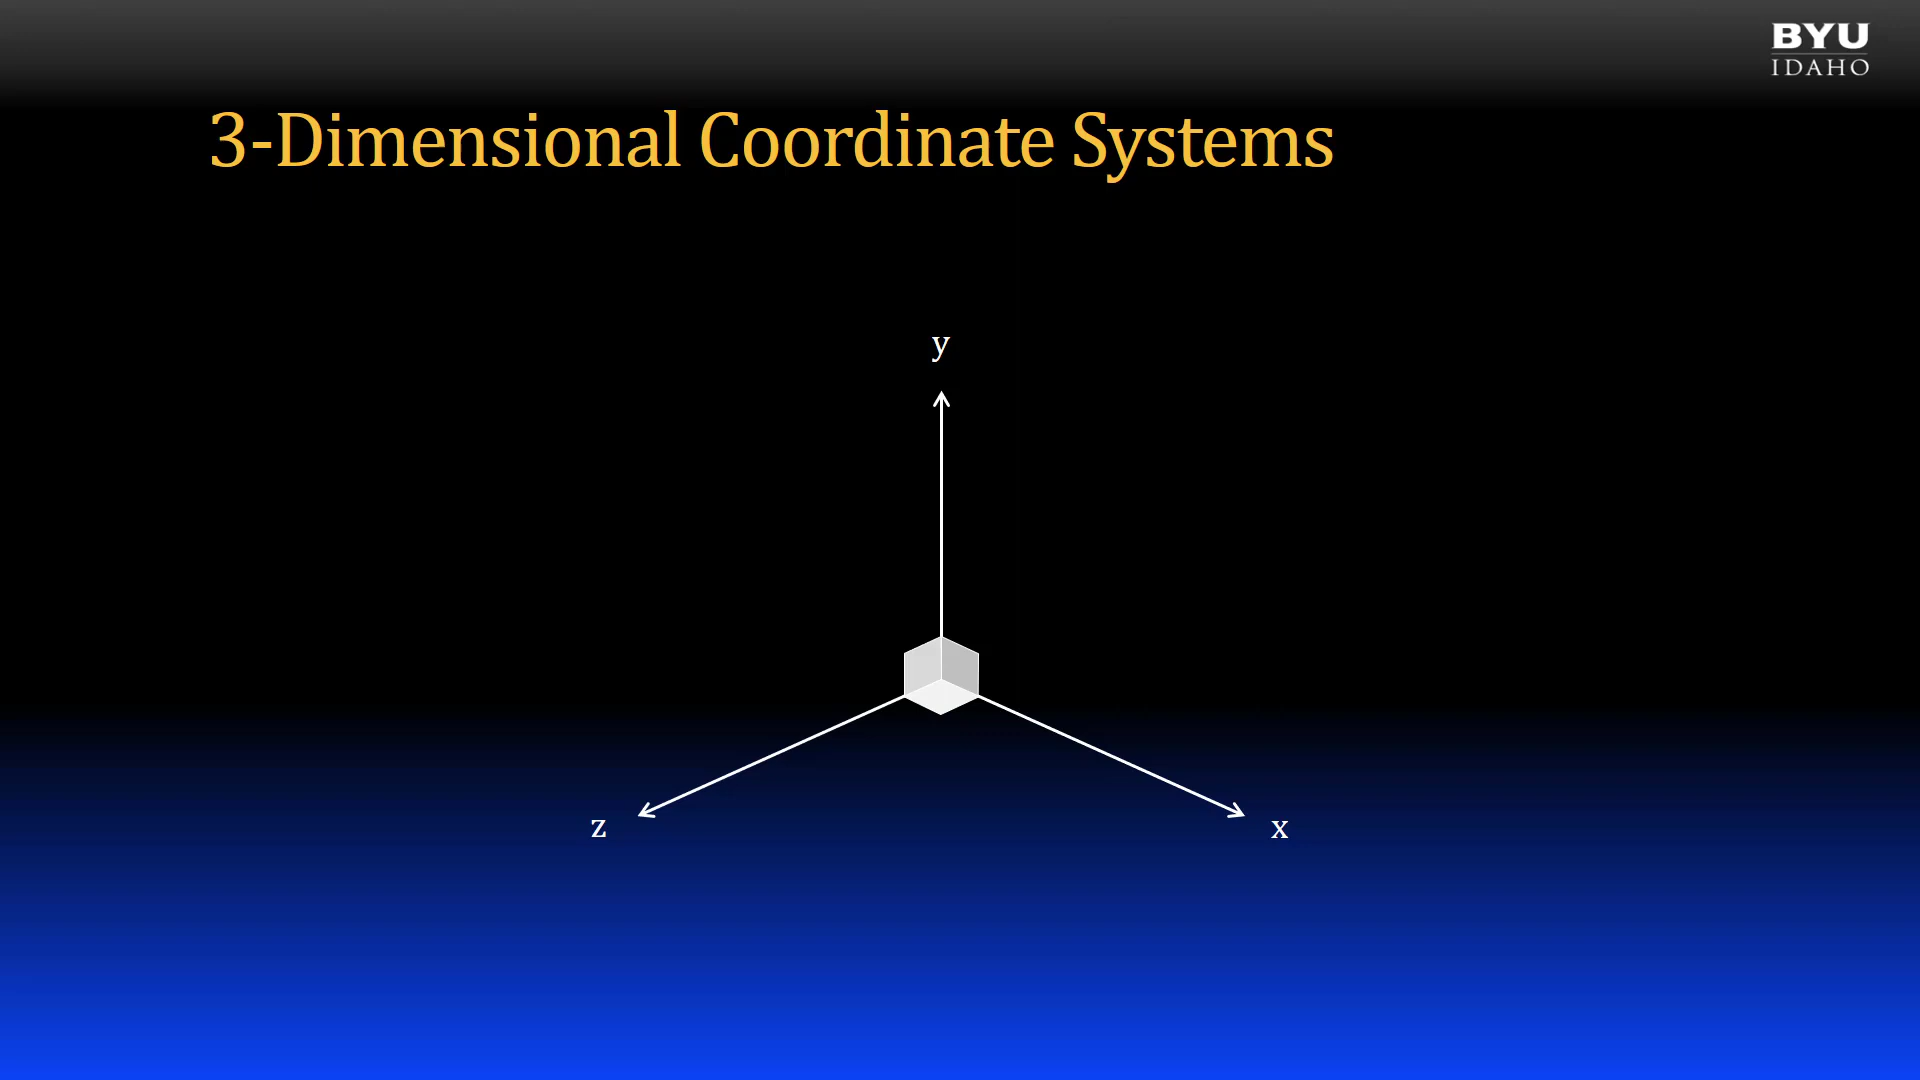 BYU
IDAHO
3-Dimensional Coordinate Systems
y
z
x